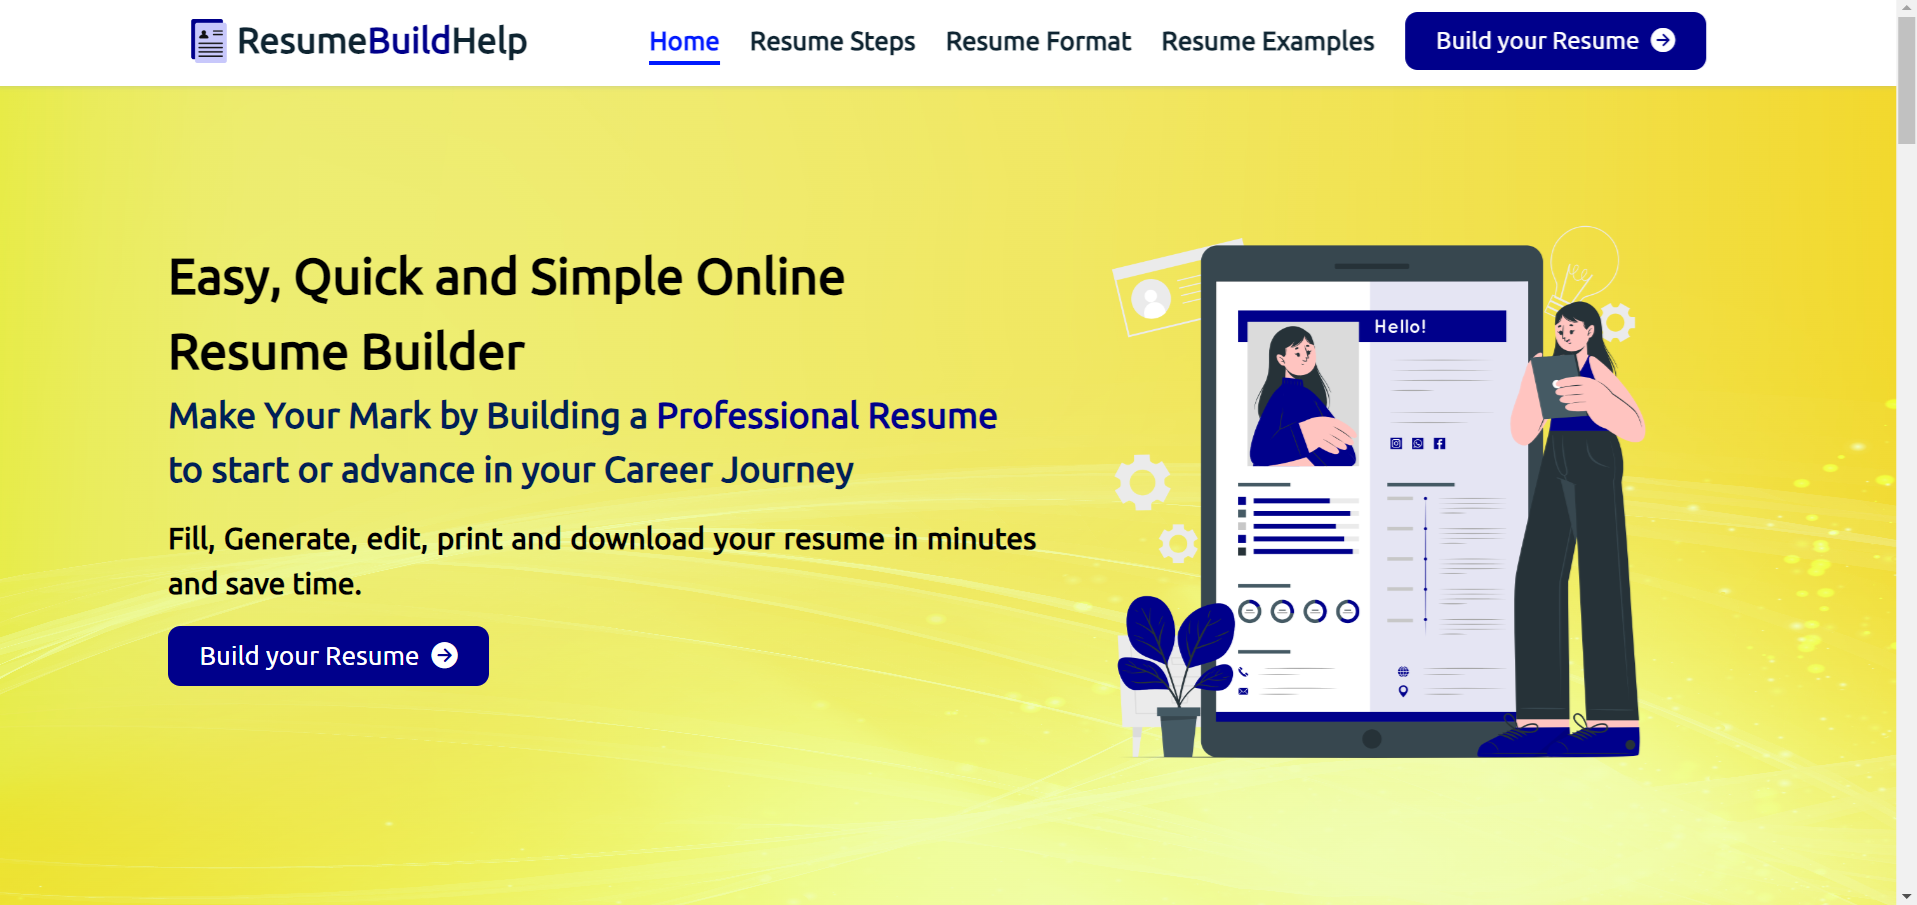 ResumeBuildHelp
Home
Resume Steps
Resume Format
Resume Examples
Build your Resume
Easy, Quick and Simple Online
Resume Builder
Make Your Mark by Building a Professional Resume
to start or advance in your Career Journey
Fill, Generate, edit, print and download your resume in minutes
and save time.
Build your Resume
Hello!